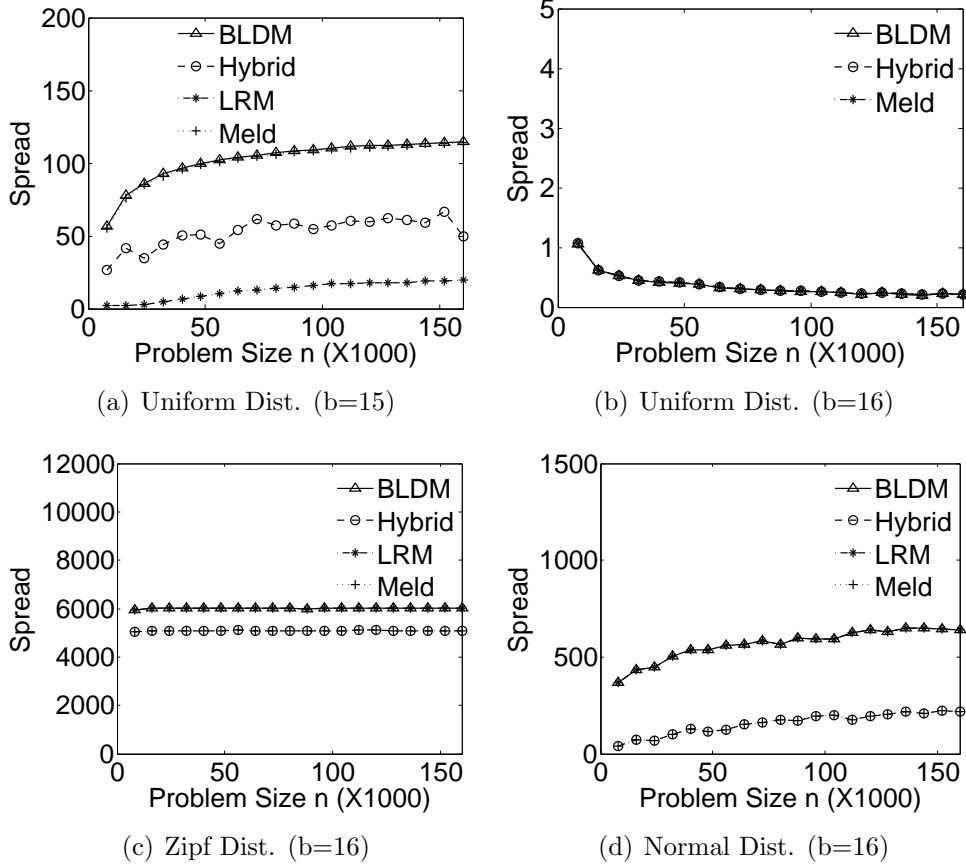 200
150
100
50
0
Spread
BLDM
Hybrid
LRM
Meld
0 50 100 150
Problem Size n (X1000)
(a) Uniform Dist. (b=15)
5
4
3
2
1
0
Spread
BLDM
Hybrid
Meld
0 50 100 150
Problem Size n (X1000)
(b) Uniform Dist. (b=16)
12000
10000
8000
6000
4000
2000
0
Spread
BLDM
Hybrid
LRM
Meld
0 50 100 150
Problem Size n (X1000)
(c) Zipf Dist. (b=16)
1500
1000
500
0
Spread
BLDM
Hybrid
LRM
Meld
0 50 100 150
Problem Size n (X1000)
(d) Normal Dist. (b=16)